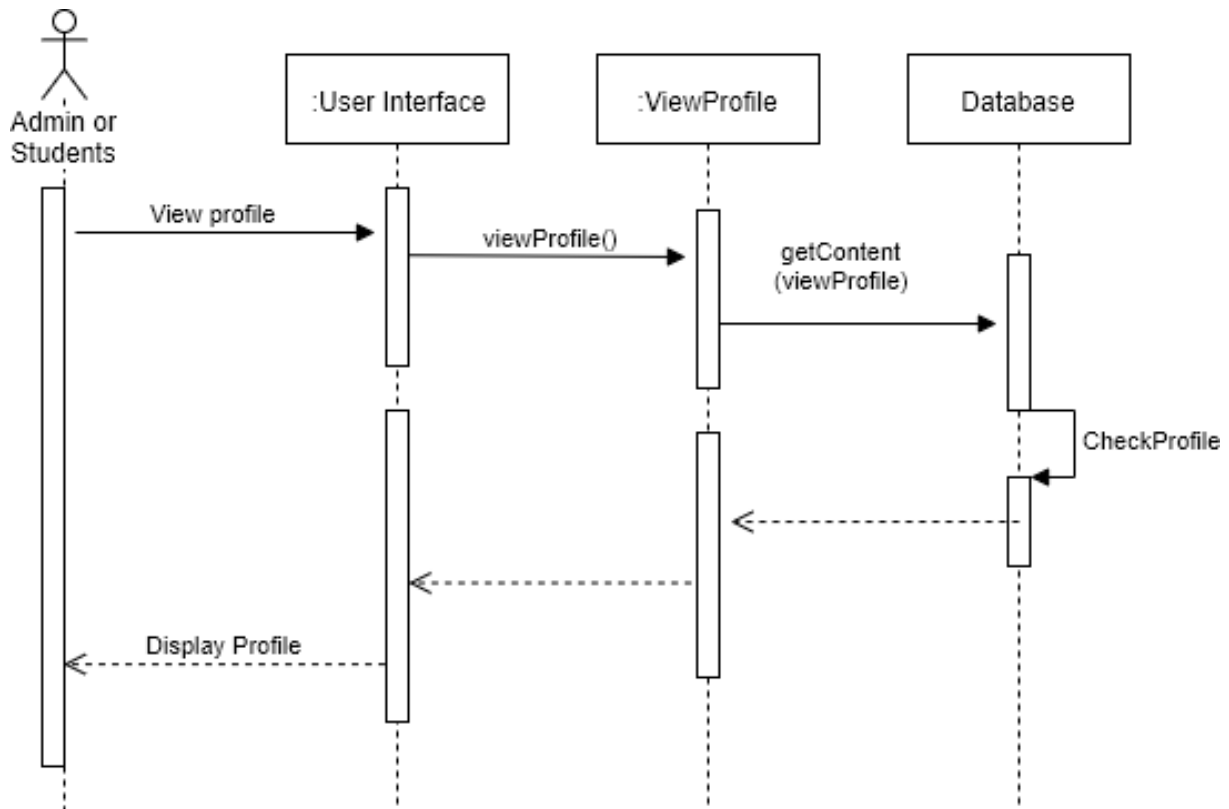 Admin or
Students
:User Interface
:ViewProfile
Database
View profile
viewProfile()
getContent
(viewProfile)
CheckProfile
Display Profile